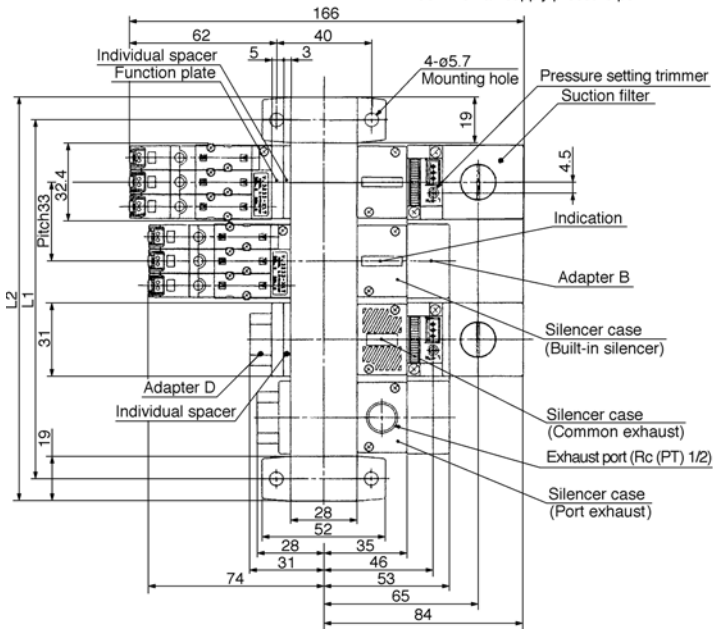 166
62
40
5
3
Individual spacer
Function plate
4-ø5.7
Mounting hole
Pressure setting trimmer
Suction filter
19
4.5
32.4
Pitch33
L2
L1
Indication
Adapter B
31
Silencer case
(Built-in silencer)
Adapter D
Individual spacer
Silencer case
(Common exhaust)
19
Exhaust port (Rc (PT) 1/2)
Silencer case
(Port exhaust)
28
52
28
35
31
46
74
53
65
84